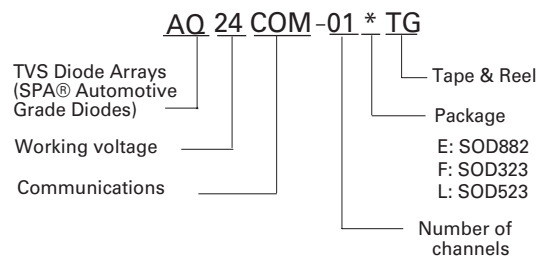 AQ 24 COM -01 * TG
TVS Diode Arrays
(SPA® Automotive
Grade Diodes)
Working voltage
Communications
Tape & Reel
Package
E: SOD882
F: SOD323
L: SOD523
Number of
channels